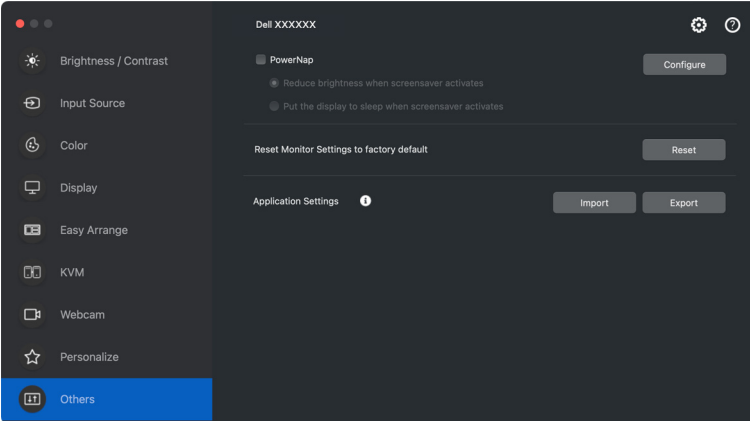 Dell XXXXXX
Brightness / Contrast
Input Source
Color
Display
Easy Arrange
KVM
Webcam
Personalize
Others
PowerNap
Configure
Reduce brightness when screensaver activates
Put the display to sleep when screensaver activates
Reset Monitor Settings to factory default
Reset
Application Settings
Import
Export